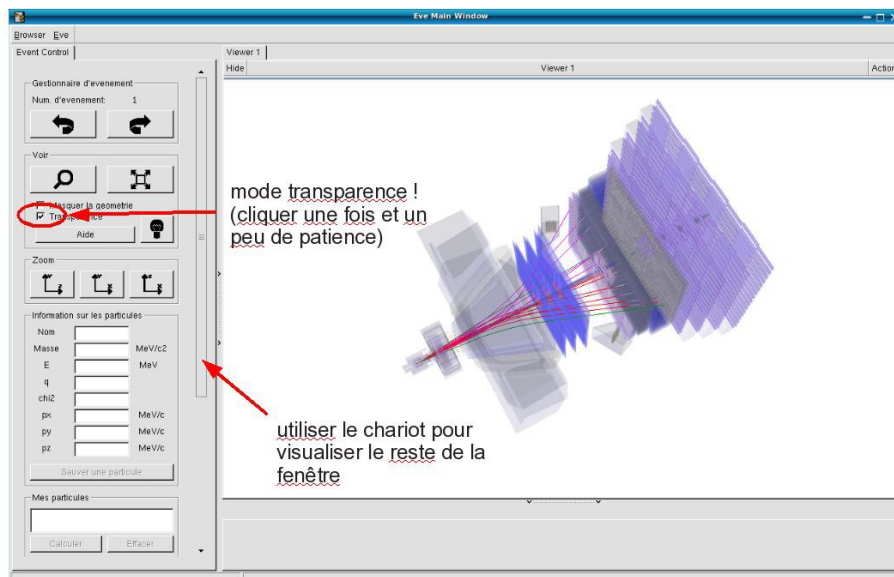 Eve Main Window
Browser Eve
Event Control
Viewer 1
Hide
Viewer 1
Action
Gestionnaire d'evenement
Num. d'evenement: 1
Voir
Masquer la geometrie
Transparence
Aide
Zoom
Information sur les particules
Nom
Masse MeV/c2
E MeV
q
chi2
px MeV/c
py MeV/c
pz MeV/c
Sauver une particule
Mes particules
Calculer Effacer
mode transparence !
(cliquer une fois et un
peu de patience)
utiliser le chariot pour
visualiser le reste de la
fenêtre